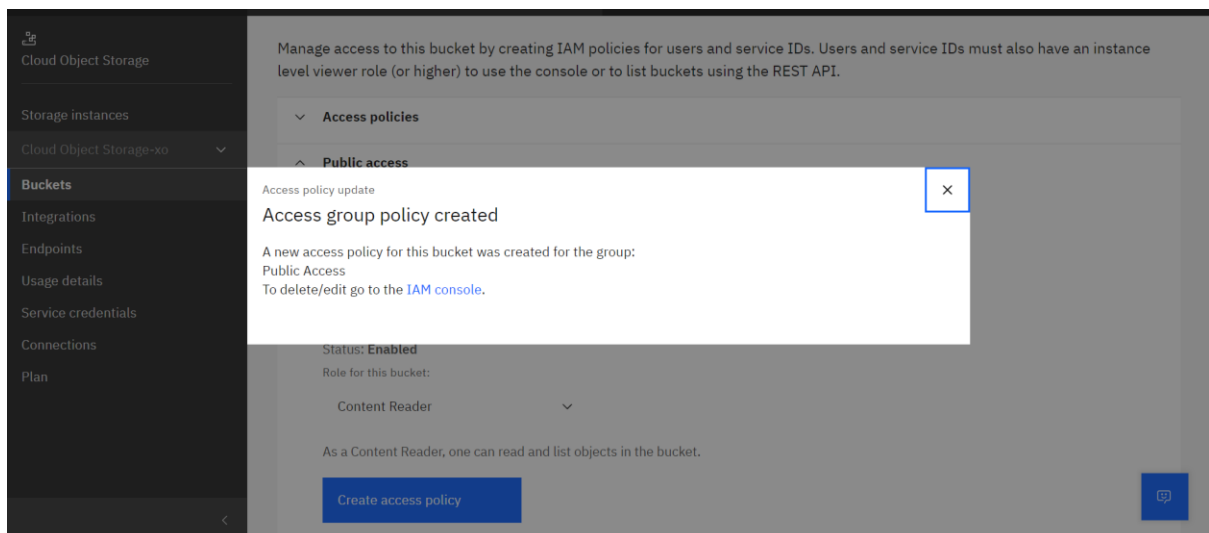 Cloud Object Storage
Storage instances
Cloud Object Storage-xo
Buckets
Integrations
Endpoints
Usage details
Service credentials
Connections
Plan
Manage access to this bucket by creating IAM policies for users and service IDs. Users and service IDs must also have an instance
level viewer role (or higher) to use the console or to list buckets using the REST API.
Access policies
Public access
Access policy update
Access group policy created
A new access policy for this bucket was created for the group:
Public Access
To delete/edit go to the IAM console.
Status: Enabled
Role for this bucket:
Content Reader
As a Content Reader, one can read and list objects in the bucket.
Create access policy